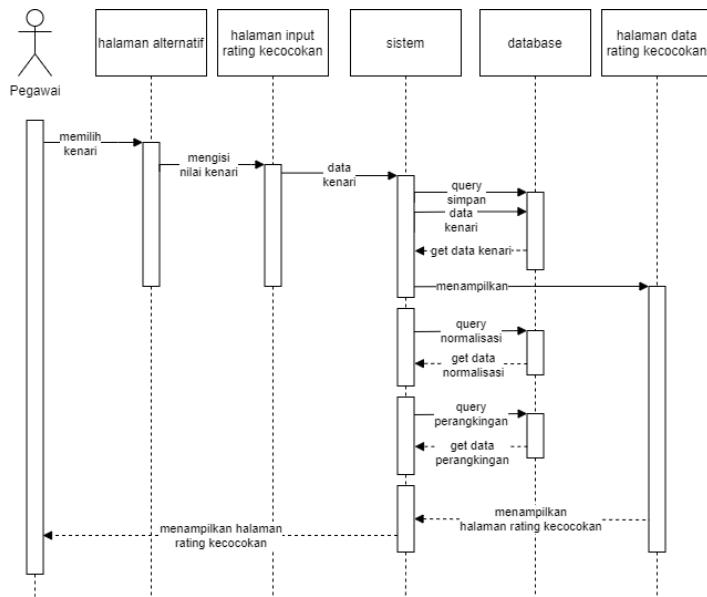 Pegawai
halaman alternatif
halaman input
rating kecocokan
sistem
database
halaman data
rating kecocokan
memilih
kenari
mengisi
nilai kenari
data
kenari
query
simpan
data
kenari
get data kenari
menampilkan
query
normalisasi
get data
normalisasi
query
perangkingan
get data
perangkingan
menampilkan
halaman rating kecocokan
menampilkan halaman
rating kecocokan